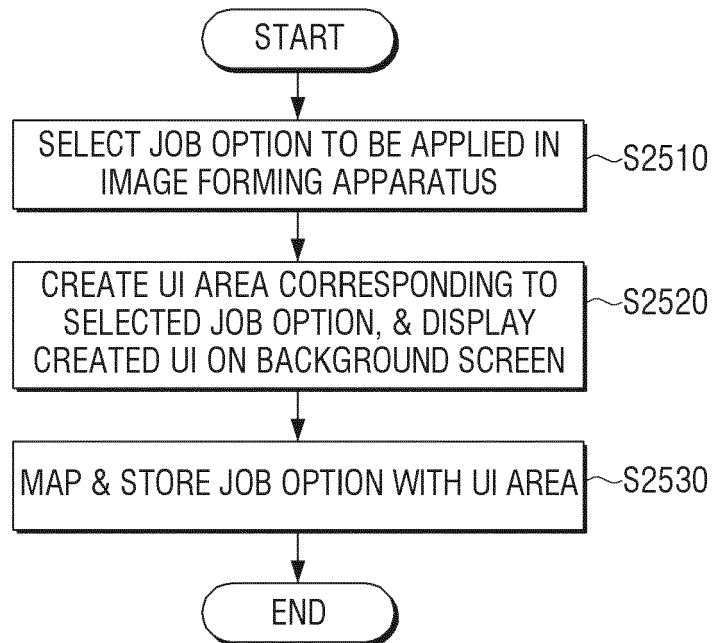 START
SELECT JOB OPTION TO BE APPLIED IN
IMAGE FORMING APPARATUS
S2510
CREATE UI AREA CORRESPONDING TO
SELECTED JOB OPTION, & DISPLAY
CREATED UI ON BACKGROUND SCREEN
S2520
MAP & STORE JOB OPTION WITH UI AREA
S2530
END